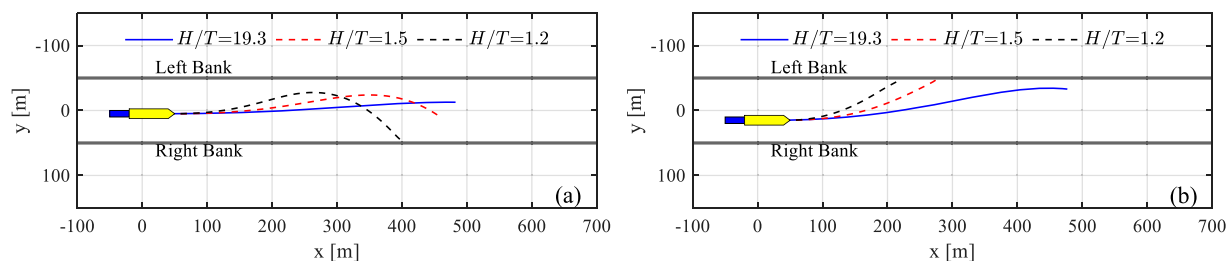 H/T=19.3 H/T=1.5 H/T=1.2
Left Bank
Right Bank
-100
0
100
y [m]
(a)
-100 0 100 200 300 400 500 600 700
x [m]
H/T=19.3 H/T=1.5 H/T=1.2
Left Bank
Right Bank
-100
0
100
y [m]
(b)
-100 0 100 200 300 400 500 600 700
x [m]